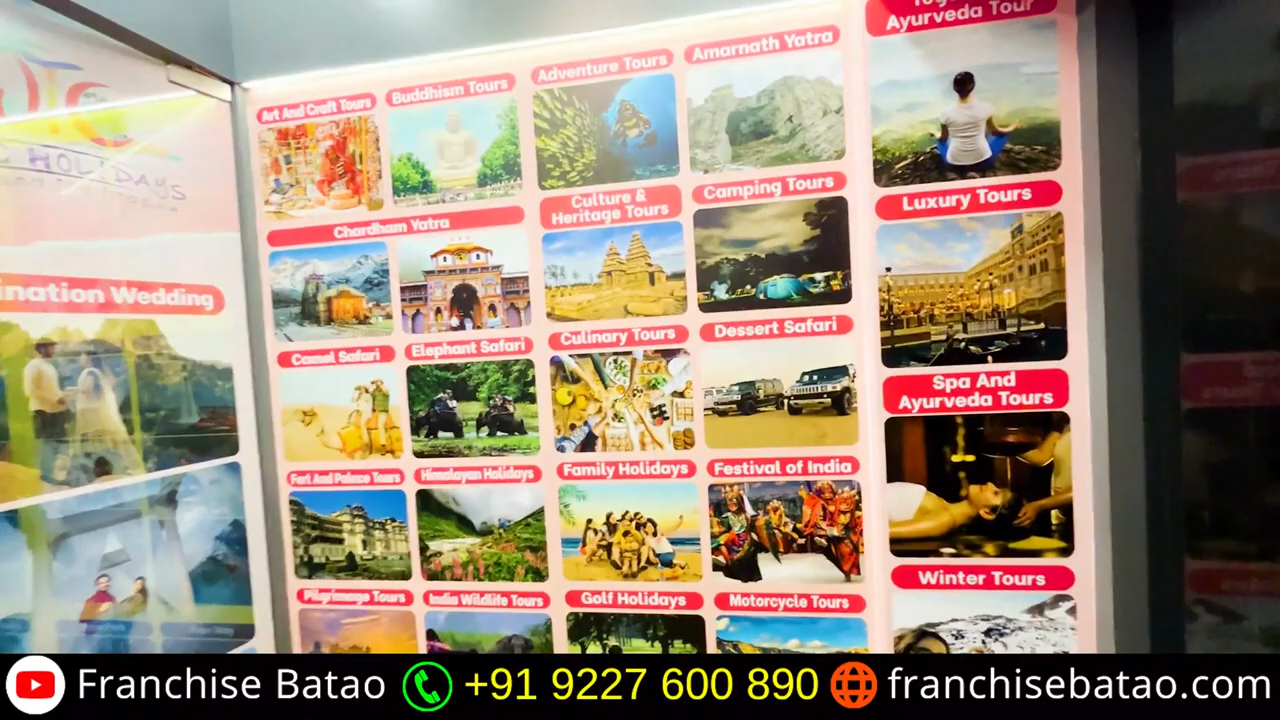 HOLIDAYS
ination Wedding
Art And Craft Tours
Buddhism Tours
Adventure Tours
Amarnath Yatra
Ayurveda Tour
Chardham Yatra
Culture &
Heritage Tours
Camping Tours
Luxury Tours
Camel Safari
Elephant Safari
Culinary Tours
Dessert Safari
Spa And
Ayurveda Tours
Fort And Palace Tours
Himalayan Holidays
Family Holidays
Festival of India
Winter Tours
Pilgrimage Tours
India Wildlife Tours
Golf Holidays
Motorcycle Tours
Franchise Batao
+91 9227 600 890
franchisebatao.com